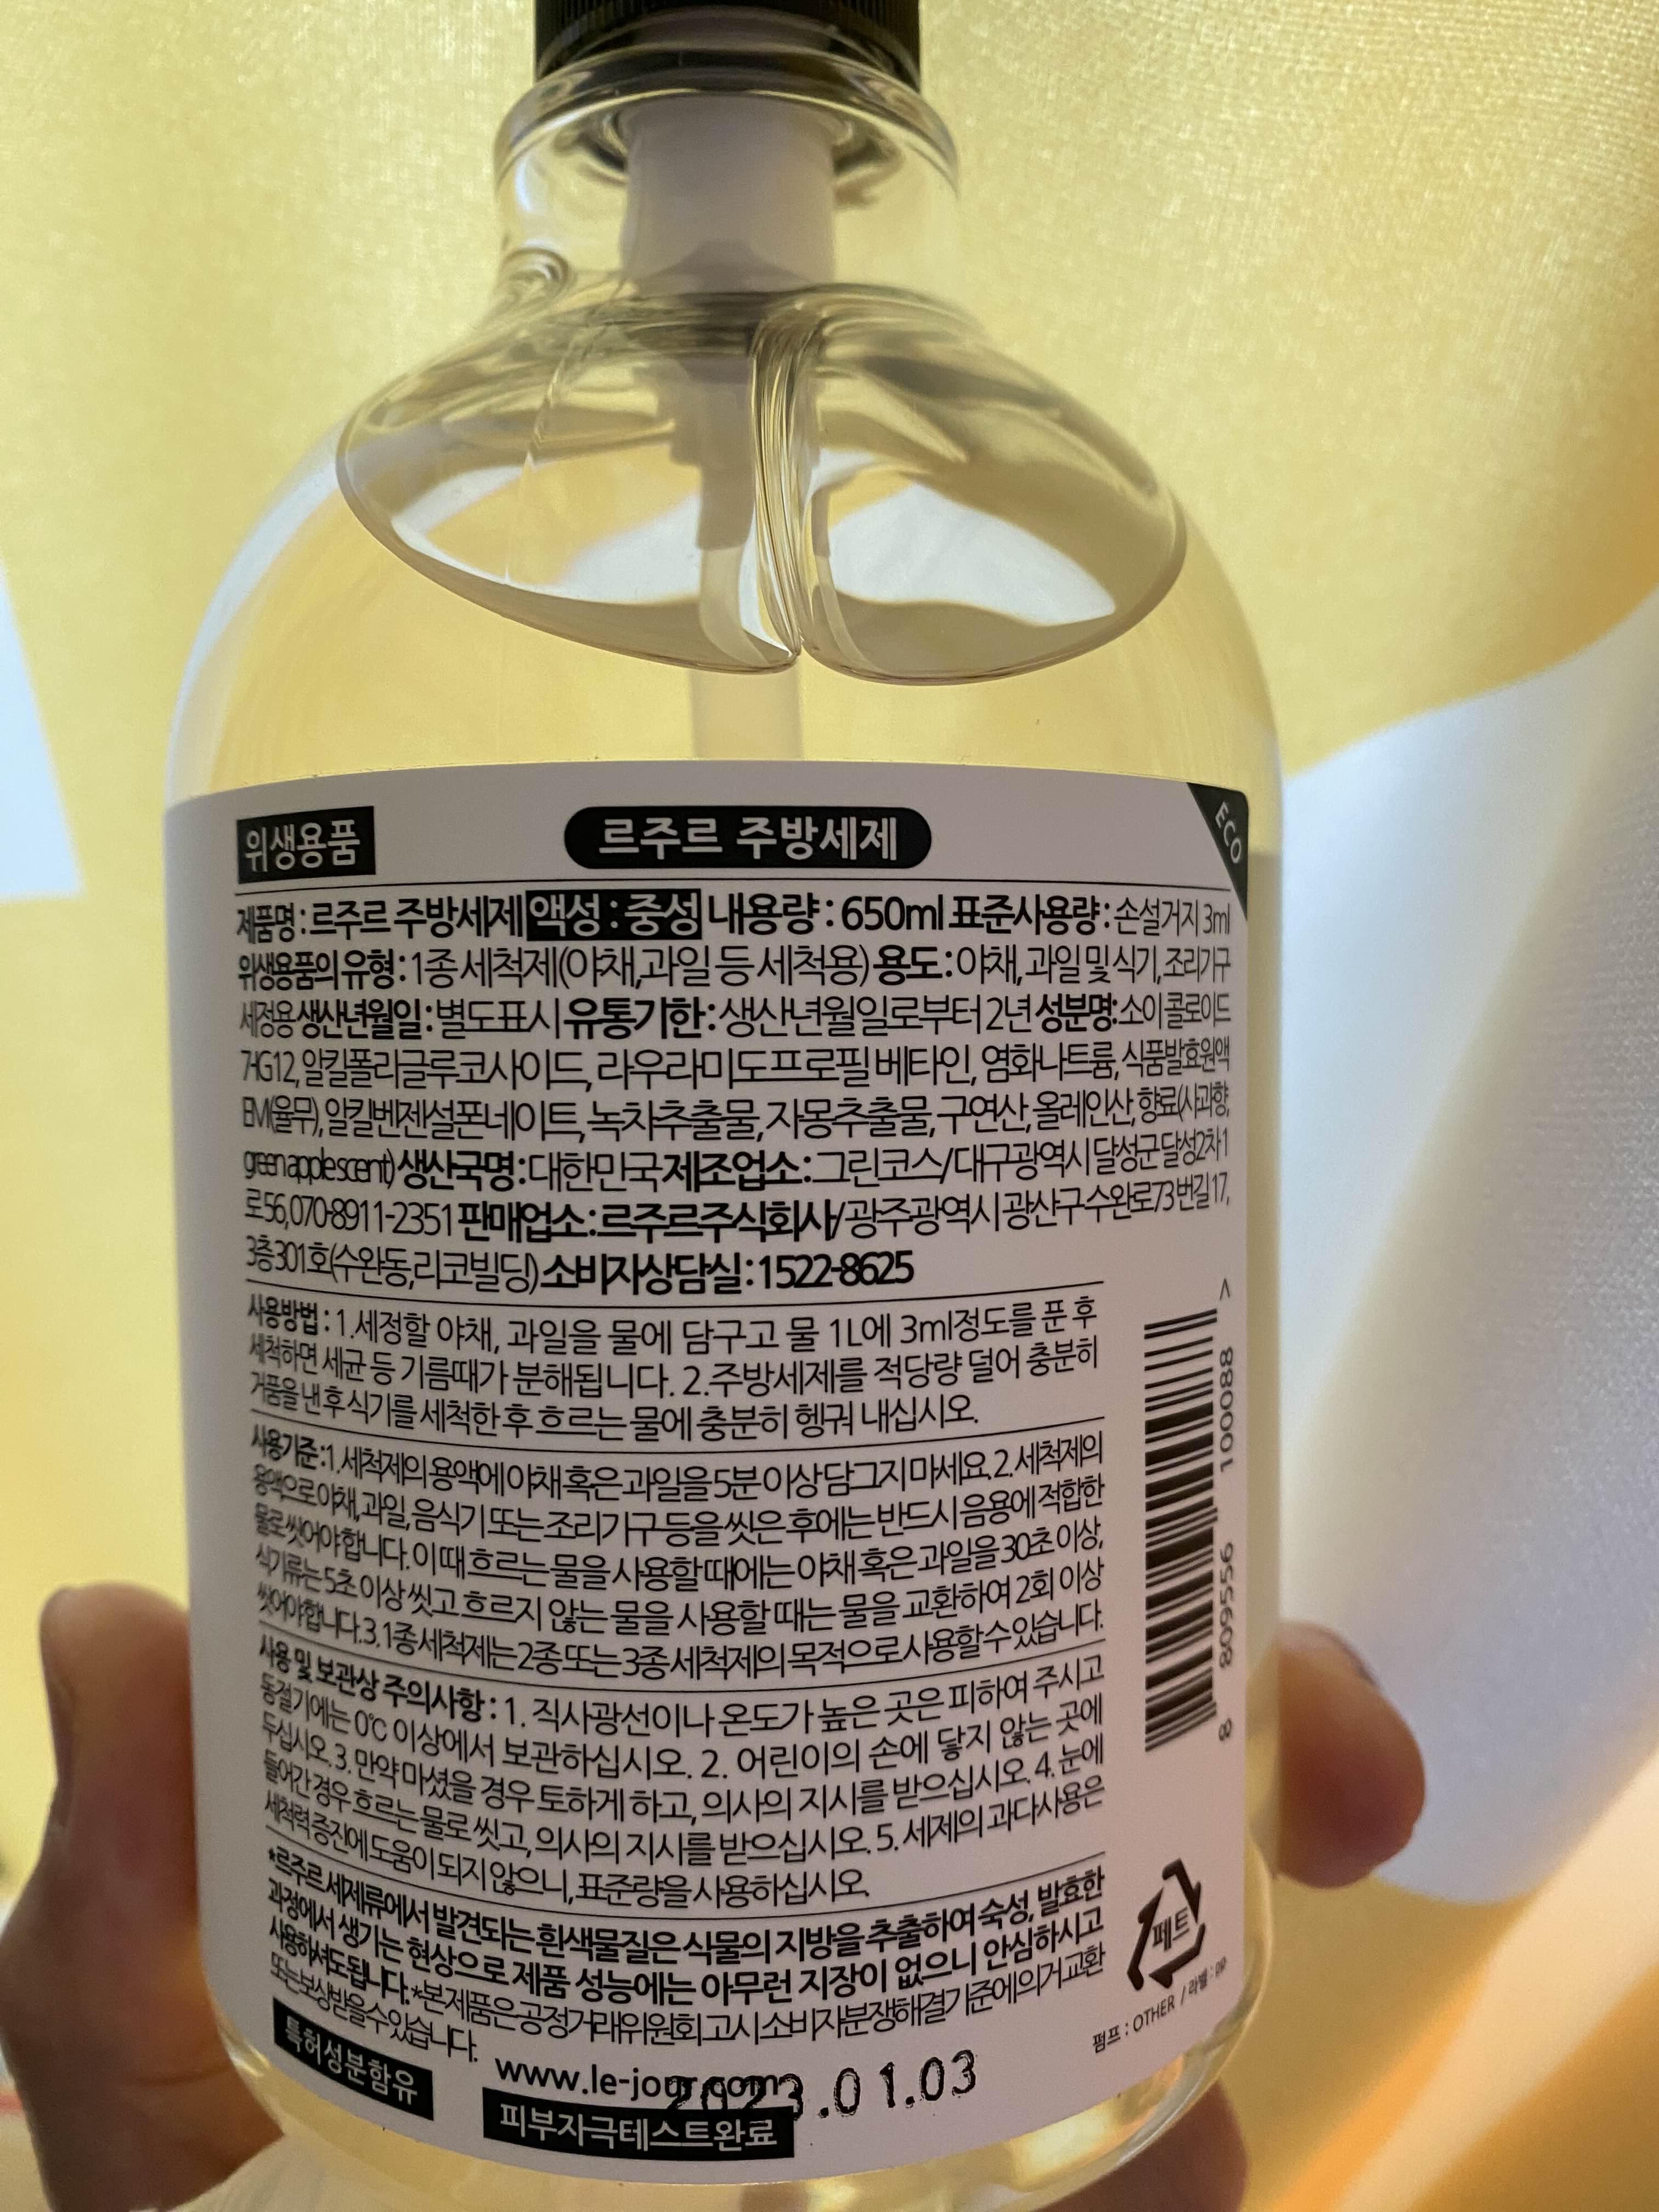 위생용품
르주르 주방세제
ECO
제품명 : 르주르 주방세제 액성 : 중성 내용량 : 650ml 표준사용량 : 손설거지 3ml
위생용품의 유형 : 1종 세척제(야채,과일 등 세척용) 용도 : 야채, 과일 및 식기, 조리기구
세정용 생산년월일 : 별도표시 유통기한 : 생산년월일로부터 2년 성분명: 소이 콜로이드
7-IG12, 알킬폴리글루코사이드, 라우라미도프로필 베타인, 염화나트륨, 식품발효원액
EM(율무), 알킬벤젠설폰네이트, 녹차추출물, 자몽추출물, 구연산, 올레인산, 향료(사과향,
green apple scent) 생산국명 : 대한민국 제조업소 : 그린코스/대구광역시 달성군 달성2차1
로56, 070-8911-2351 판매업소 : 르주르주식회사/ 광주광역시 광산구 수완로73번길17,
3층 301호(수완동,리코빌딩) 소비자상담실 : 1522-8625
사용방법 : 1.세정할 야채, 과일을 물에 담구고 물 1L에 3ml정도를 푼 후
세척하면 세균 등 기름때가 분해됩니다. 2.주방세제를 적당량 덜어 충분히
거품을 낸 후 식기를 세척한 후 흐르는 물에 충분히 헹궈 내십시오.
사용기준 : 1. 세척제의 용액에 야채 혹은 과일을 5분 이상 담그지 마세요. 2. 세척제의
용액으로 야채, 과일, 음식기 또는 조리기구 등을 씻은 후에는 반드시 음용에 적합한
물로 씻어야 합니다. 이 때 흐르는 물을 사용할 때에는 야채 혹은 과일을 30초 이상,
식기류는 5초 이상 씻고 흐르지 않는 물을 사용할 때는 물을 교환하여 2회 이상
씻어야 합니다. 3. 1종 세척제는 2종 또는 3종 세척제의 목적으로 사용할 수 있습니다.
사용 및 보관상 주의사항 : 1. 직사광선이나 온도가 높은 곳은 피하여 주시고
동절기에는 0℃ 이상에서 보관하십시오. 2. 어린이의 손에 닿지 않는 곳에
두십시오. 3. 만약 마셨을 경우 토하게 하고, 의사의 지시를 받으십시오. 4. 눈에
들어간 경우 흐르는 물로 씻고, 의사의 지시를 받으십시오. 5. 세제의 과다사용은
세척력 증진에 도움이 되지 않으니, 표준량을 사용하십시오.
*르주르 세제류에서 발견되는 흰색물질은 식물의 지방을 추출하여 숙성, 발효한
과정에서 생기는 현상으로 제품 성능에는 아무런 지장이 없으니 안심하시고
사용하셔도 됩니다. *본 제품은 공정거래위원회 고시 소비자분쟁해결기준에 의거 교환
또는 보상받을 수 있습니다.
특허성분함유
www.le-jour.com
2023.01.03
피부자극테스트완료
8 809556 100088 >
페트
펌프 : OTHER / 라벨 : pp